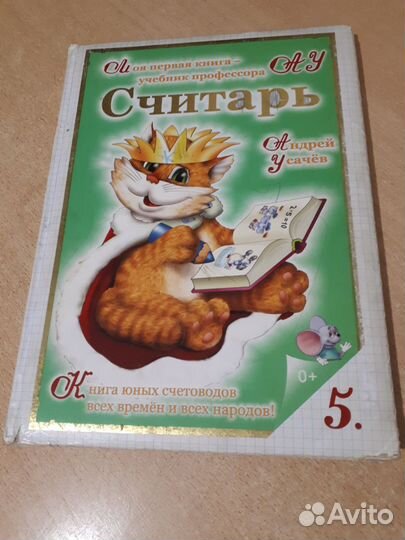 Моя первая книга –
учебник профессора АУ
Считарь
Андрей
Усачёв
2·5=10
Книга юных счетоводов
всех времён и всех народов!
0+
5.
Avito